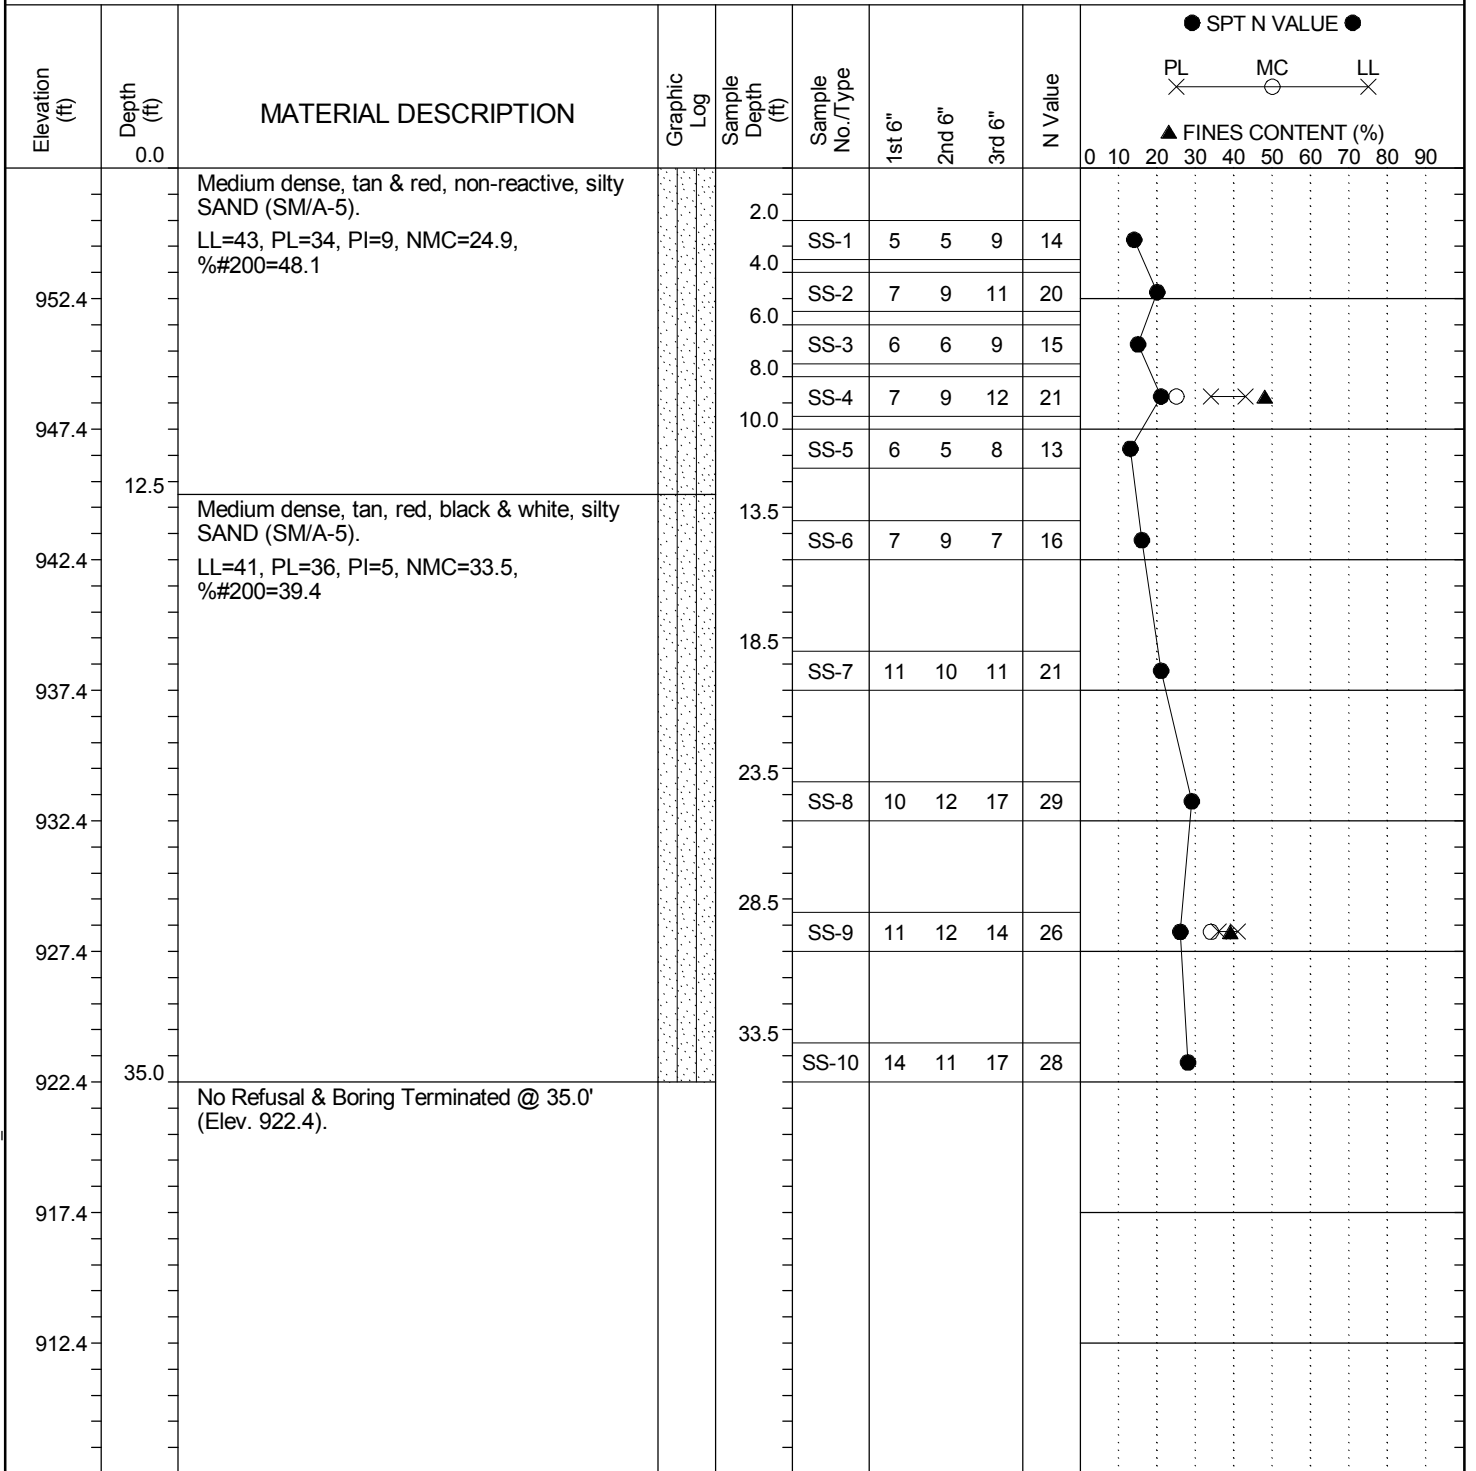 ● SPT N VALUE ●
PL MC LL
▲ FINES CONTENT (%)
Elevation (ft)
Depth (ft)
0.0
MATERIAL DESCRIPTION
Graphic Log
Sample Depth (ft)
Sample No./Type
1st 6"
2nd 6"
3rd 6"
N Value
0 10 20 30 40 50 60 70 80 90
Medium dense, tan & red, non-reactive, silty
SAND (SM/A-5).
LL=43, PL=34, PI=9, NMC=24.9,
%#200=48.1
2.0
SS-1 5 5 9 14
4.0
952.4
SS-2 7 9 11 20
6.0
SS-3 6 6 9 15
8.0
SS-4 7 9 12 21
10.0
947.4
SS-5 6 5 8 13
12.5
Medium dense, tan, red, black & white, silty
SAND (SM/A-5).
LL=41, PL=36, PI=5, NMC=33.5,
%#200=39.4
13.5
SS-6 7 9 7 16
942.4
18.5
SS-7 11 10 11 21
937.4
23.5
SS-8 10 12 17 29
932.4
28.5
SS-9 11 12 14 26
927.4
33.5
SS-10 14 11 17 28
35.0
922.4
No Refusal & Boring Terminated @ 35.0'
(Elev. 922.4).
917.4
912.4